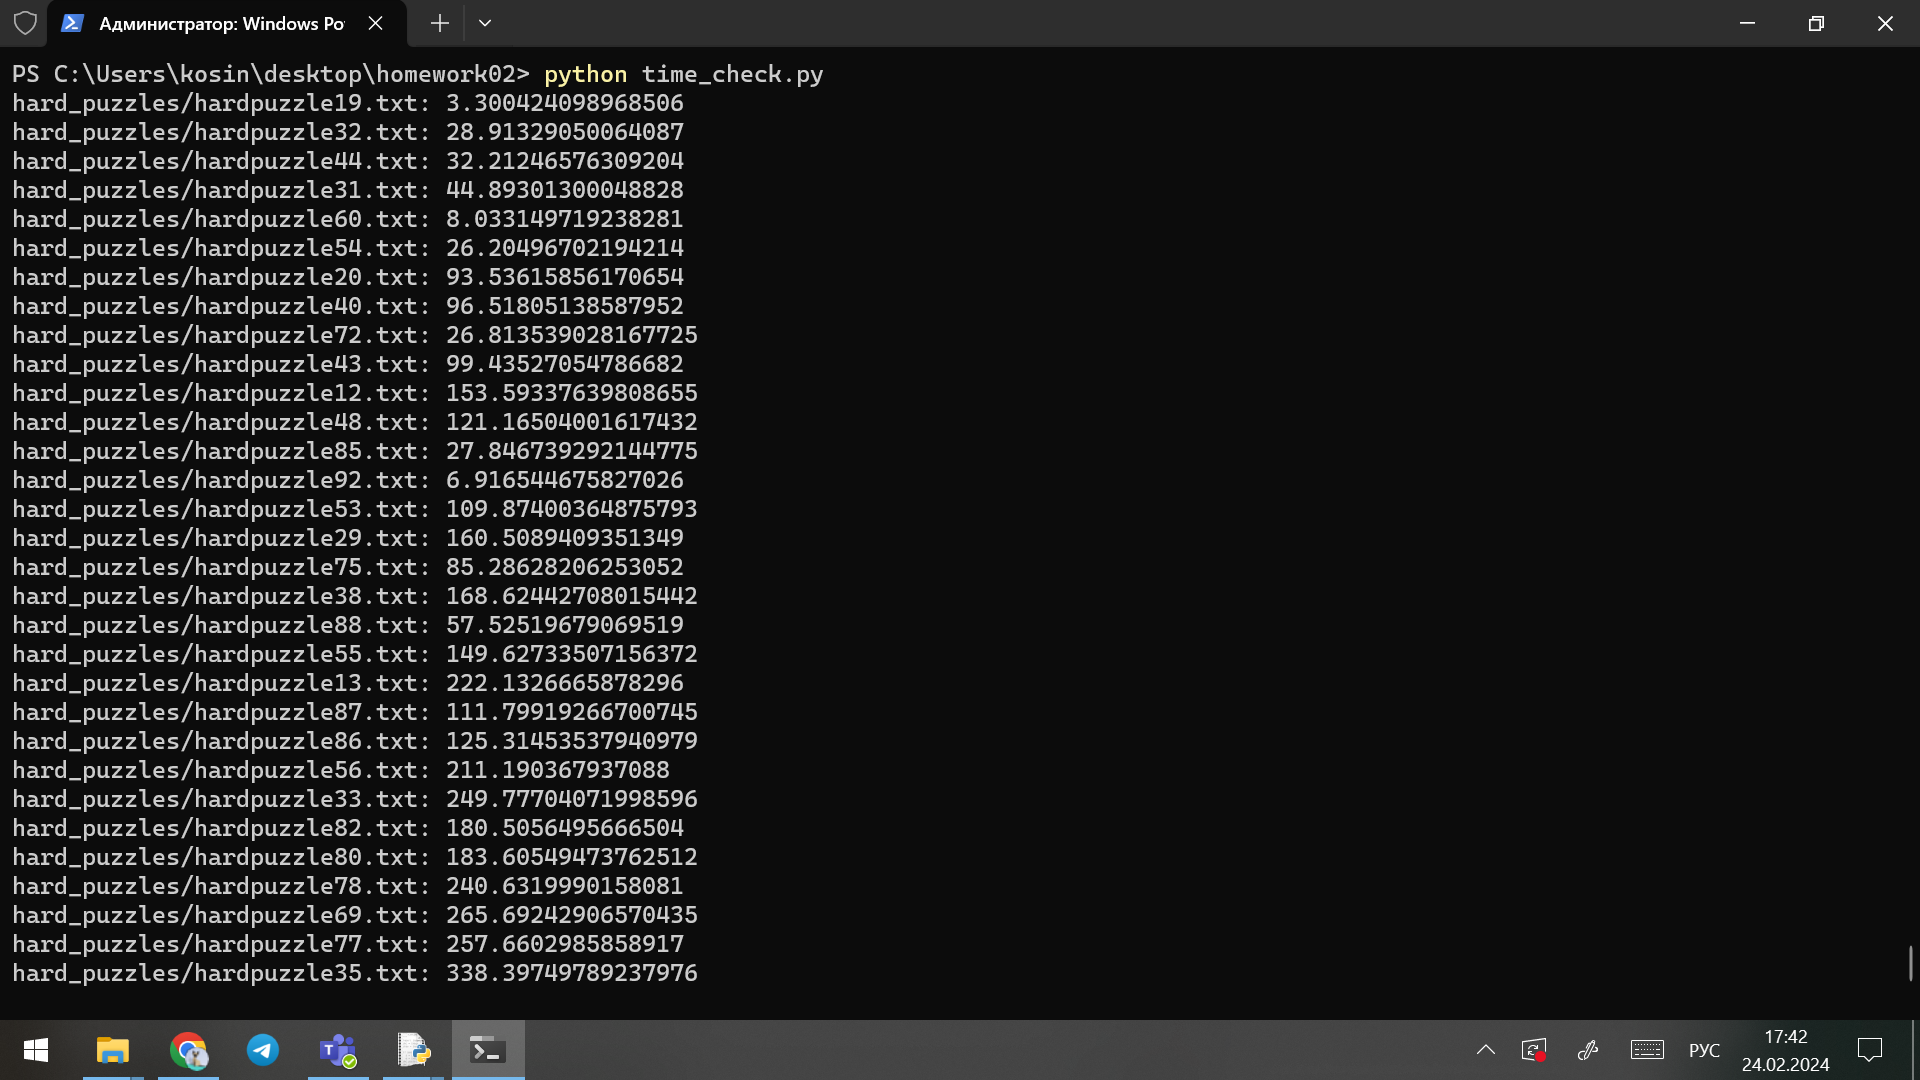 Администратор: Windows Po
PS C:\Users\kosin\desktop\homework02> python time_check.py
hard_puzzles/hardpuzzle19.txt: 3.300424098968506
hard_puzzles/hardpuzzle32.txt: 28.91329050064087
hard_puzzles/hardpuzzle44.txt: 32.21246576309204
hard_puzzles/hardpuzzle31.txt: 44.89301300048828
hard_puzzles/hardpuzzle60.txt: 8.033149719238281
hard_puzzles/hardpuzzle54.txt: 26.20496702194214
hard_puzzles/hardpuzzle20.txt: 93.53615856170654
hard_puzzles/hardpuzzle40.txt: 96.51805138587952
hard_puzzles/hardpuzzle72.txt: 26.813539028167725
hard_puzzles/hardpuzzle43.txt: 99.43527054786682
hard_puzzles/hardpuzzle12.txt: 153.59337639808655
hard_puzzles/hardpuzzle48.txt: 121.16504001617432
hard_puzzles/hardpuzzle85.txt: 27.846739292144775
hard_puzzles/hardpuzzle92.txt: 6.916544675827026
hard_puzzles/hardpuzzle53.txt: 109.87400364875793
hard_puzzles/hardpuzzle29.txt: 160.5089409351349
hard_puzzles/hardpuzzle75.txt: 85.28628206253052
hard_puzzles/hardpuzzle38.txt: 168.62442708015442
hard_puzzles/hardpuzzle88.txt: 57.52519679069519
hard_puzzles/hardpuzzle55.txt: 149.62733507156372
hard_puzzles/hardpuzzle13.txt: 222.1326665878296
hard_puzzles/hardpuzzle87.txt: 111.79919266700745
hard_puzzles/hardpuzzle86.txt: 125.31453537940979
hard_puzzles/hardpuzzle56.txt: 211.190367937088
hard_puzzles/hardpuzzle33.txt: 249.77704071998596
hard_puzzles/hardpuzzle82.txt: 180.5056495666504
hard_puzzles/hardpuzzle80.txt: 183.60549473762512
hard_puzzles/hardpuzzle78.txt: 240.6319990158081
hard_puzzles/hardpuzzle69.txt: 265.69242906570435
hard_puzzles/hardpuzzle77.txt: 257.6602985858917
hard_puzzles/hardpuzzle35.txt: 338.39749789237976
РУС
17:42
24.02.2024